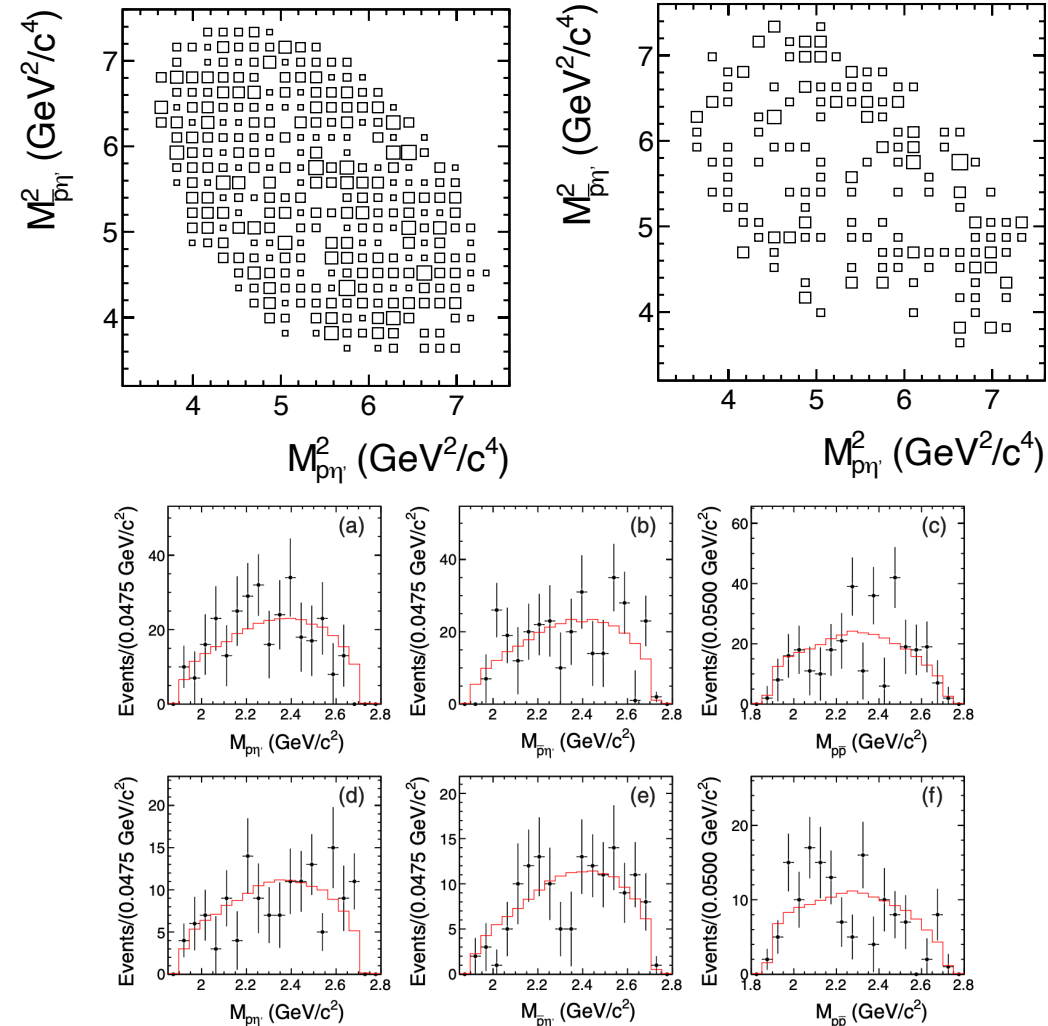 M²p̅η' (GeV²/c⁴)
7
6
5
4
4 5 6 7
M²pη' (GeV²/c⁴)
M²p̅η' (GeV²/c⁴)
7
6
5
4
4 5 6 7
M²pη' (GeV²/c⁴)
Events/(0.0475 GeV/c²)
(a)
40
20
0
2 2.2 2.4 2.6 2.8
Mpη' (GeV/c²)
Events/(0.0475 GeV/c²)
(b)
40
20
0
2 2.2 2.4 2.6 2.8
Mp̅η' (GeV/c²)
Events/(0.0500 GeV/c²)
(c)
60
40
20
0
1.8 2 2.2 2.4 2.6 2.8
Mpp̅ (GeV/c²)
Events/(0.0475 GeV/c²)
(d)
20
15
10
5
0
2 2.2 2.4 2.6 2.8
Mpη' (GeV/c²)
Events/(0.0475 GeV/c²)
(e)
20
15
10
5
0
2 2.2 2.4 2.6 2.8
Mp̅η' (GeV/c²)
Events/(0.0500 GeV/c²)
(f)
20
10
0
1.8 2 2.2 2.4 2.6 2.8
Mpp̅ (GeV/c²)